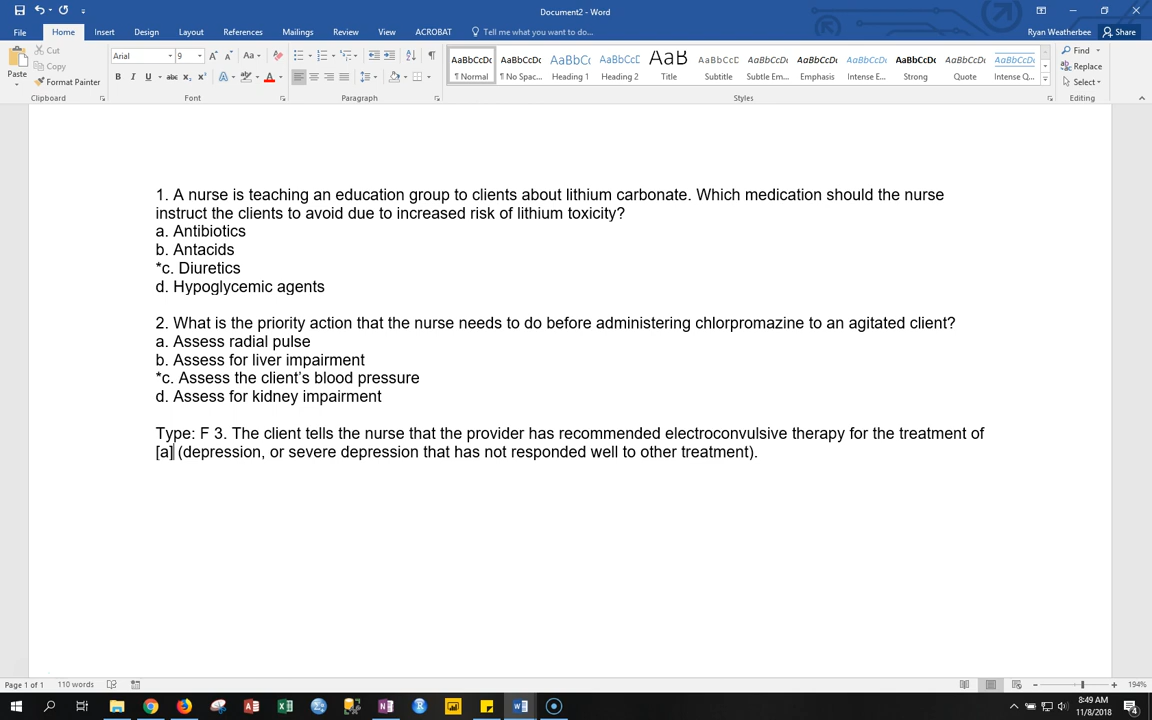 Document2 - Word
Ryan Weatherbee
Share
File Home Insert Design Layout References Mailings Review View ACROBAT Tell me what you want to do...
Paste
Cut
Copy
Format Painter
Clipboard
Arial 9
Font
Paragraph
AaBbCcDc ¶ Normal
AaBbCcDc ¶ No Spac...
AaBbCc Heading 1
AaBbCcD Heading 2
AaB Title
AaBbCcD Subtitle
AaBbCcDc Subtle Em...
AaBbCcDc Emphasis
AaBbCcDc Intense E...
AaBbCcDc Strong
AaBbCcDc Quote
AaBbCcDc Intense Q...
Styles
Find
Replace
Select
Editing
1. A nurse is teaching an education group to clients about lithium carbonate. Which medication should the nurse
instruct the clients to avoid due to increased risk of lithium toxicity?
a. Antibiotics
b. Antacids
*c. Diuretics
d. Hypoglycemic agents
2. What is the priority action that the nurse needs to do before administering chlorpromazine to an agitated client?
a. Assess radial pulse
b. Assess for liver impairment
*c. Assess the client's blood pressure
d. Assess for kidney impairment
Type: F 3. The client tells the nurse that the provider has recommended electroconvulsive therapy for the treatment of
[a] (depression, or severe depression that has not responded well to other treatment).
Page 1 of 1 110 words
194%
8:49 AM
11/8/2018